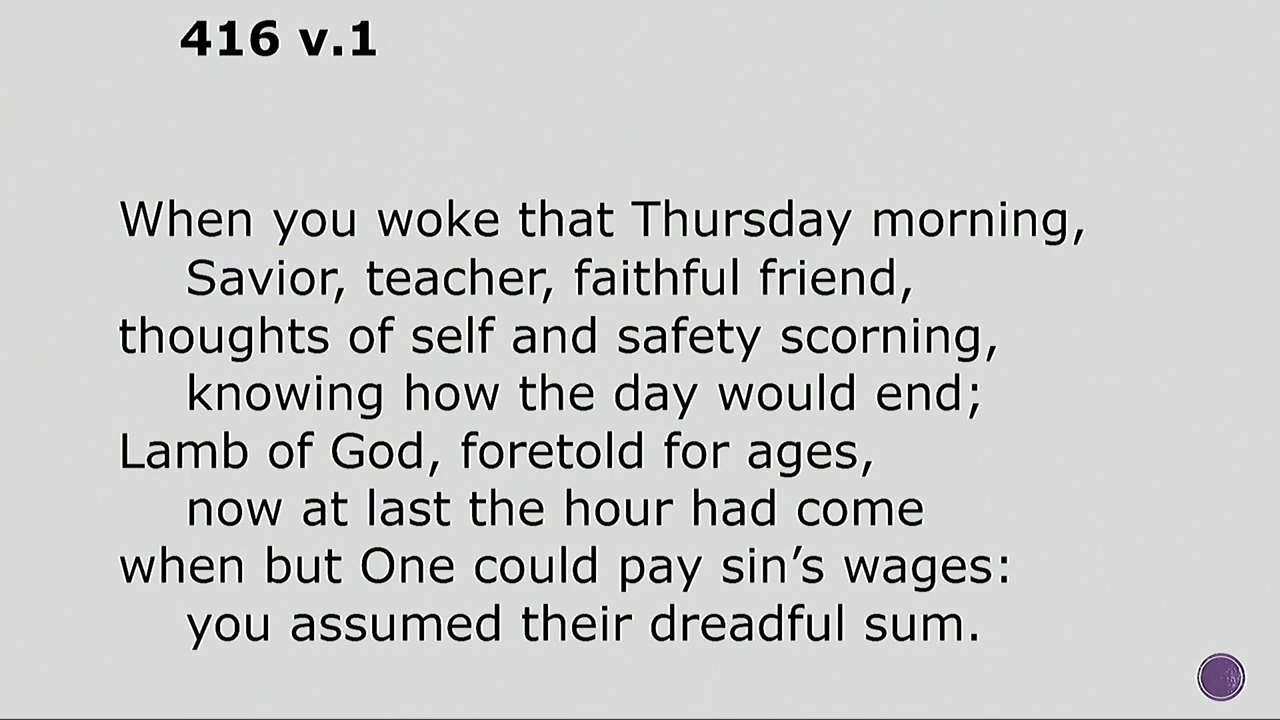 416 v.1
When you woke that Thursday morning,
Savior, teacher, faithful friend,
thoughts of self and safety scorning,
knowing how the day would end;
Lamb of God, foretold for ages,
now at last the hour had come
when but One could pay sin’s wages:
you assumed their dreadful sum.